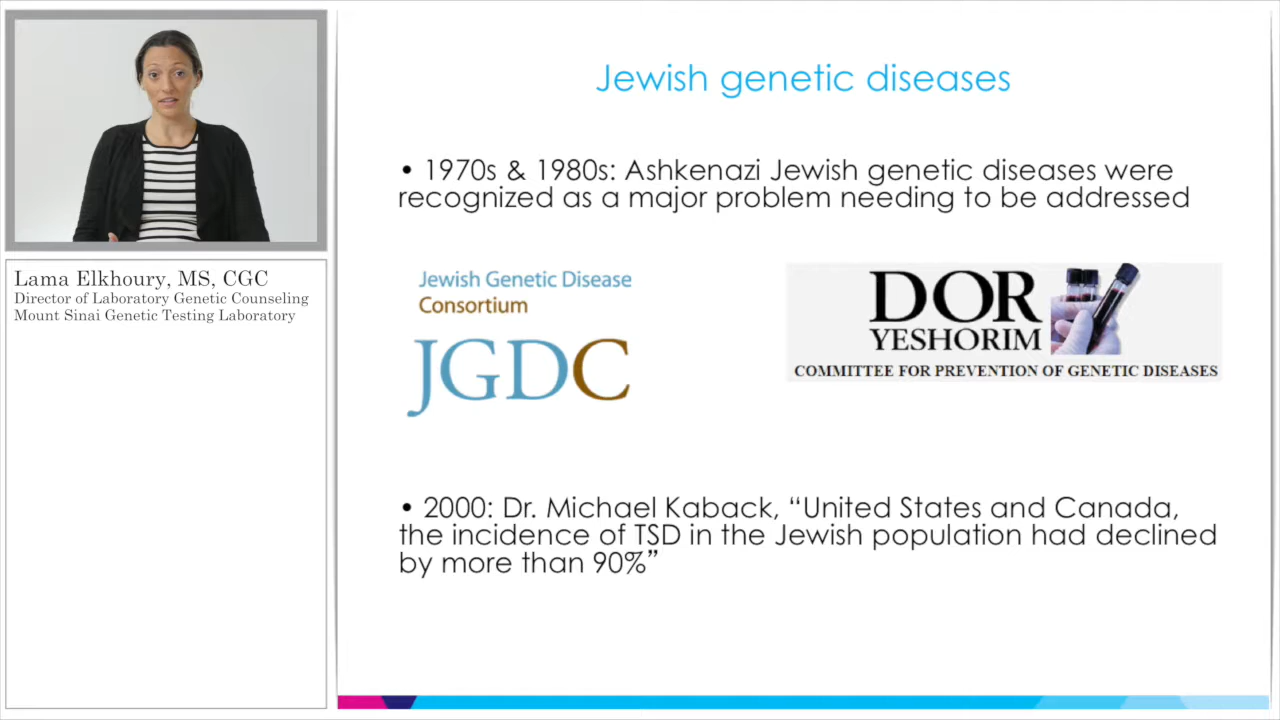 Jewish genetic diseases
• 1970s & 1980s: Ashkenazi Jewish genetic diseases were
recognized as a major problem needing to be addressed
Jewish Genetic Disease
Consortium
JGDC
DOR
YESHORIM
COMMITTEE FOR PREVENTION OF GENETIC DISEASES
• 2000: Dr. Michael Kaback, “United States and Canada,
the incidence of TSD in the Jewish population had declined
by more than 90%”
Lama Elkhoury, MS, CGC
Director of Laboratory Genetic Counseling
Mount Sinai Genetic Testing Laboratory